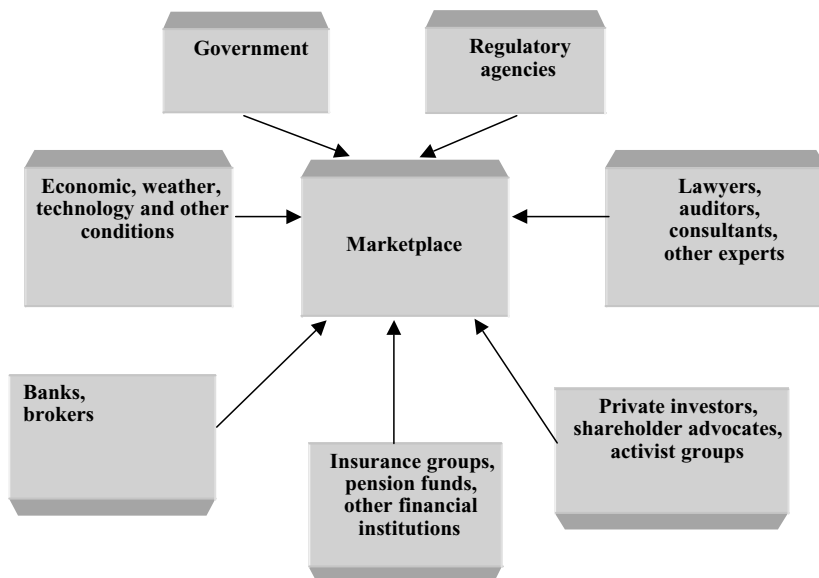 Government
Regulatory
agencies
Economic, weather,
technology and other
conditions
Marketplace
Lawyers,
auditors,
consultants,
other experts
Banks,
brokers
Insurance groups,
pension funds,
other financial
institutions
Private investors,
shareholder advocates,
activist groups